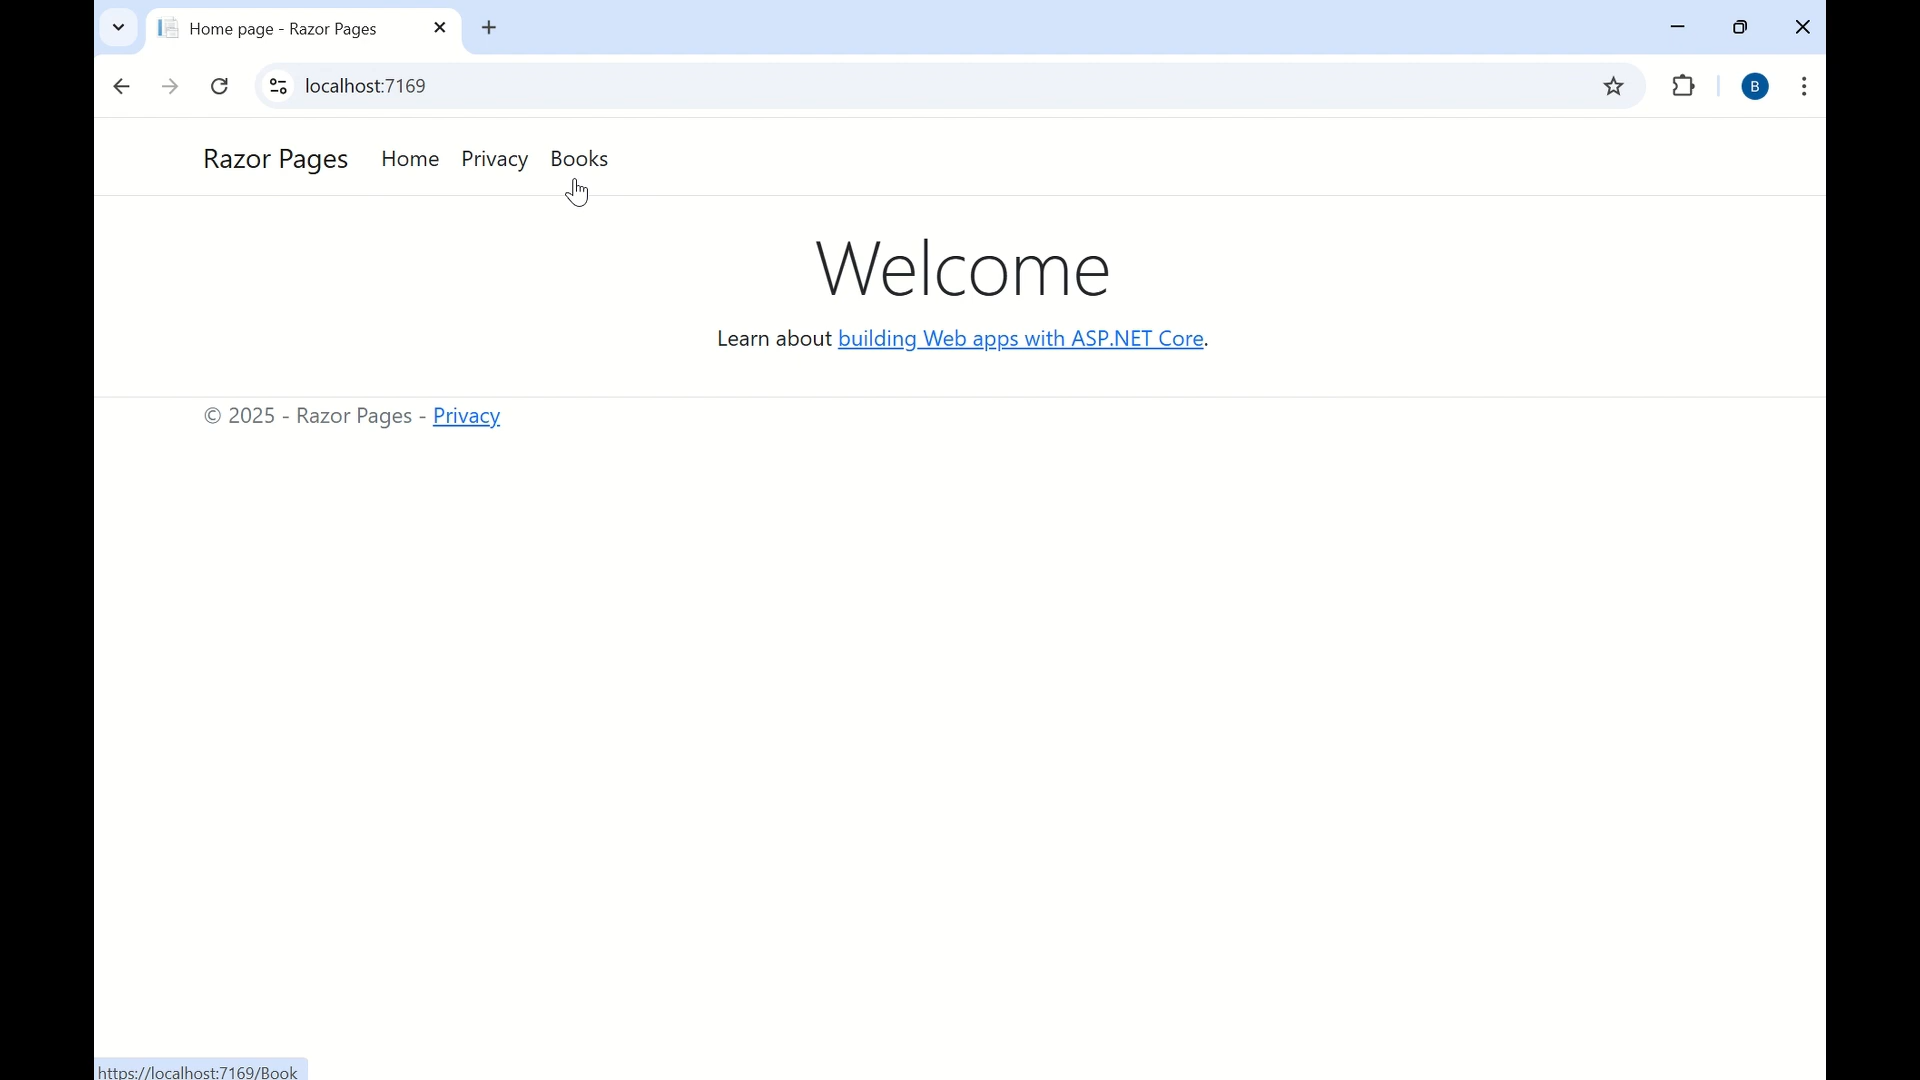 Home page - Razor Pages
localhost:7169
B
Razor Pages Home Privacy Books
Welcome
Learn about building Web apps with ASP.NET Core.
© 2025 - Razor Pages - Privacy
https://localhost:7169/Book